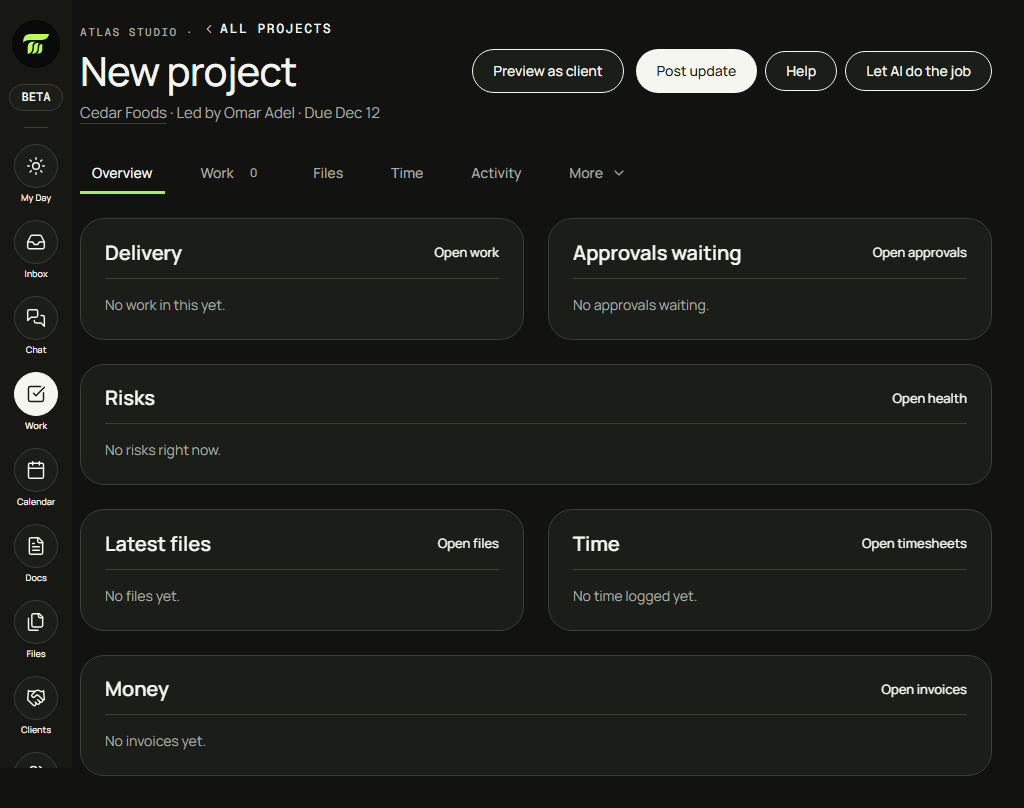 ATLAS STUDIO · ALL PROJECTS
BETA
New project
Preview as client
Post update
Help
Let AI do the job
Cedar Foods · Led by Omar Adel · Due Dec 12
Overview
Work 0
Files
Time
Activity
More
My Day
Inbox
Chat
Work
Calendar
Docs
Files
Clients
Delivery
Open work
No work in this yet.
Approvals waiting
Open approvals
No approvals waiting.
Risks
Open health
No risks right now.
Latest files
Open files
No files yet.
Time
Open timesheets
No time logged yet.
Money
Open invoices
No invoices yet.